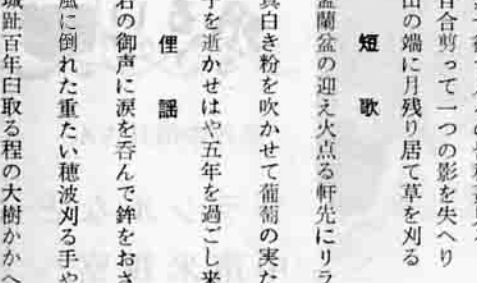 百合剪って一つの影を失へり
山の端に月残り居て草を刈る
短歌
盂蘭盆の迎え火点る軒先にリラ
真白き粉を吹かせて葡萄の実た
子を逝かせはや五年を過ごし来
俚謡
君の御声に涙を呑んで鉾をおさ
風に倒れた重たい穂波刈る手や
城趾百年臼取る程の大樹かかへ